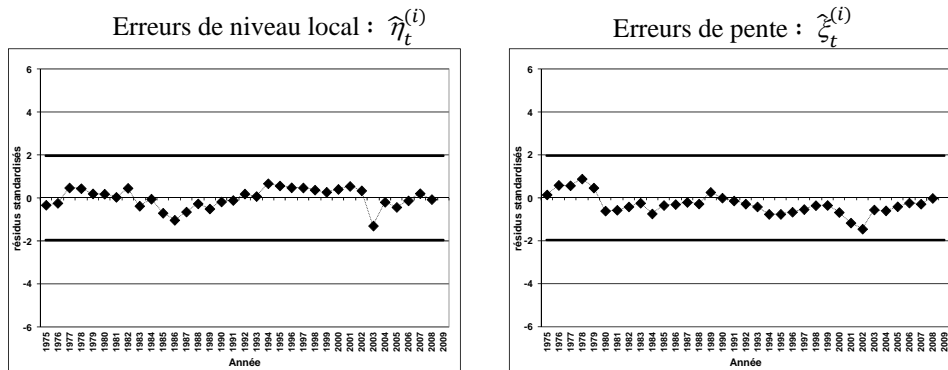 Erreurs de niveau local : η̂_t^(i)
6
4
2
0
-2
-4
-6
résidus standardisés
1975 1976 1977 1978 1979 1980 1981 1982 1983 1984 1985 1986 1987 1988 1989 1990 1991 1992 1993 1994 1995 1996 1997 1998 1999 2000 2001 2002 2003 2004 2005 2006 2007 2008 2009
Année
Erreurs de pente : ξ̂_t^(i)
6
4
2
0
-2
-4
-6
résidus standardisés
1975 1976 1977 1978 1979 1980 1981 1982 1983 1984 1985 1986 1987 1988 1989 1990 1991 1992 1993 1994 1995 1996 1997 1998 1999 2000 2001 2002 2003 2004 2005 2006 2007 2008 2009
Année